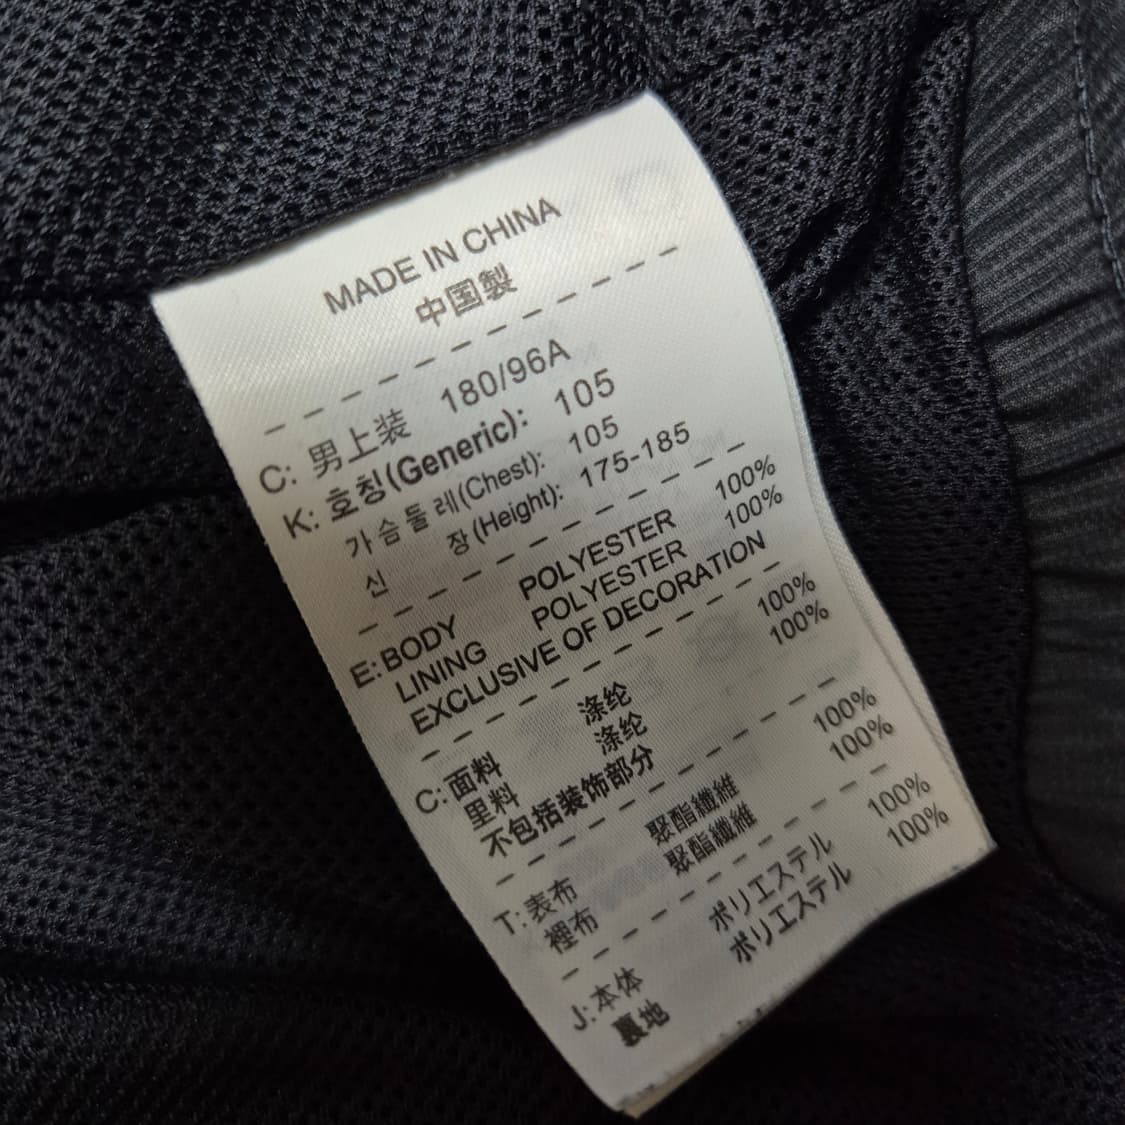 MADE IN CHINA
中国製
C: 男上装 180/96A
K: 호칭(Generic): 105
가슴둘레(Chest): 105
신 장(Height): 175-185
E: BODY POLYESTER 100%
LINING POLYESTER 100%
EXCLUSIVE OF DECORATION
C: 面料 涤纶 100%
里料 涤纶 100%
不包括装饰部分
T: 表布 聚酯纖維 100%
裡布 聚酯纖維 100%
J: 本体 ポリエステル 100%
裏地 ポリエステル 100%